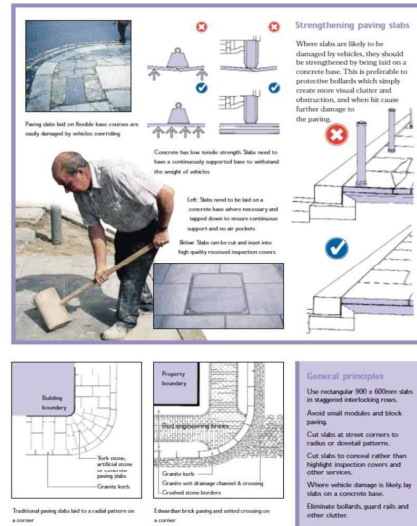 Strengthening paving slabs
Where slabs are likely to be
damaged by vehicles, they should
be strengthened by being laid on a
concrete base. This is preferable to
protective bollards which simply
create more visual clutter and
obstruction, and when hit cause
further damage to
the paving.
Paving slabs laid on flexible base courses are
easily damaged by vehicles overriding
Concrete has low tensile strength. Slabs need to
have a continuously supported base to withstand
the weight of vehicles
Left: Slabs need to be laid on a
concrete base where necessary and
tapped down to ensure continuous
support and no air pockets
Below: Slabs can be cut and inset into
high quality recessed inspection covers
Building
boundary
York stone,
artificial stone
or concrete
paving slabs
Granite kerb
Traditional paving slabs laid to a radial pattern on
a corner
Property
boundary
Red engineering bricks
Granite kerb
Granite sett drainage channel & crossing
Crushed stone borders
Edwardian brick paving and setted crossing on
a corner
General principles
Use rectangular 900 x 600mm slabs
in staggered interlocking rows.
Avoid small modules and block
paving.
Cut slabs at street corners to
radius or dovetail patterns.
Cut slabs to conceal rather than
highlight inspection covers and
other services.
Where vehicle damage is likely, lay
slabs on a concrete base.
Eliminate bollards, guard rails and
other clutter.